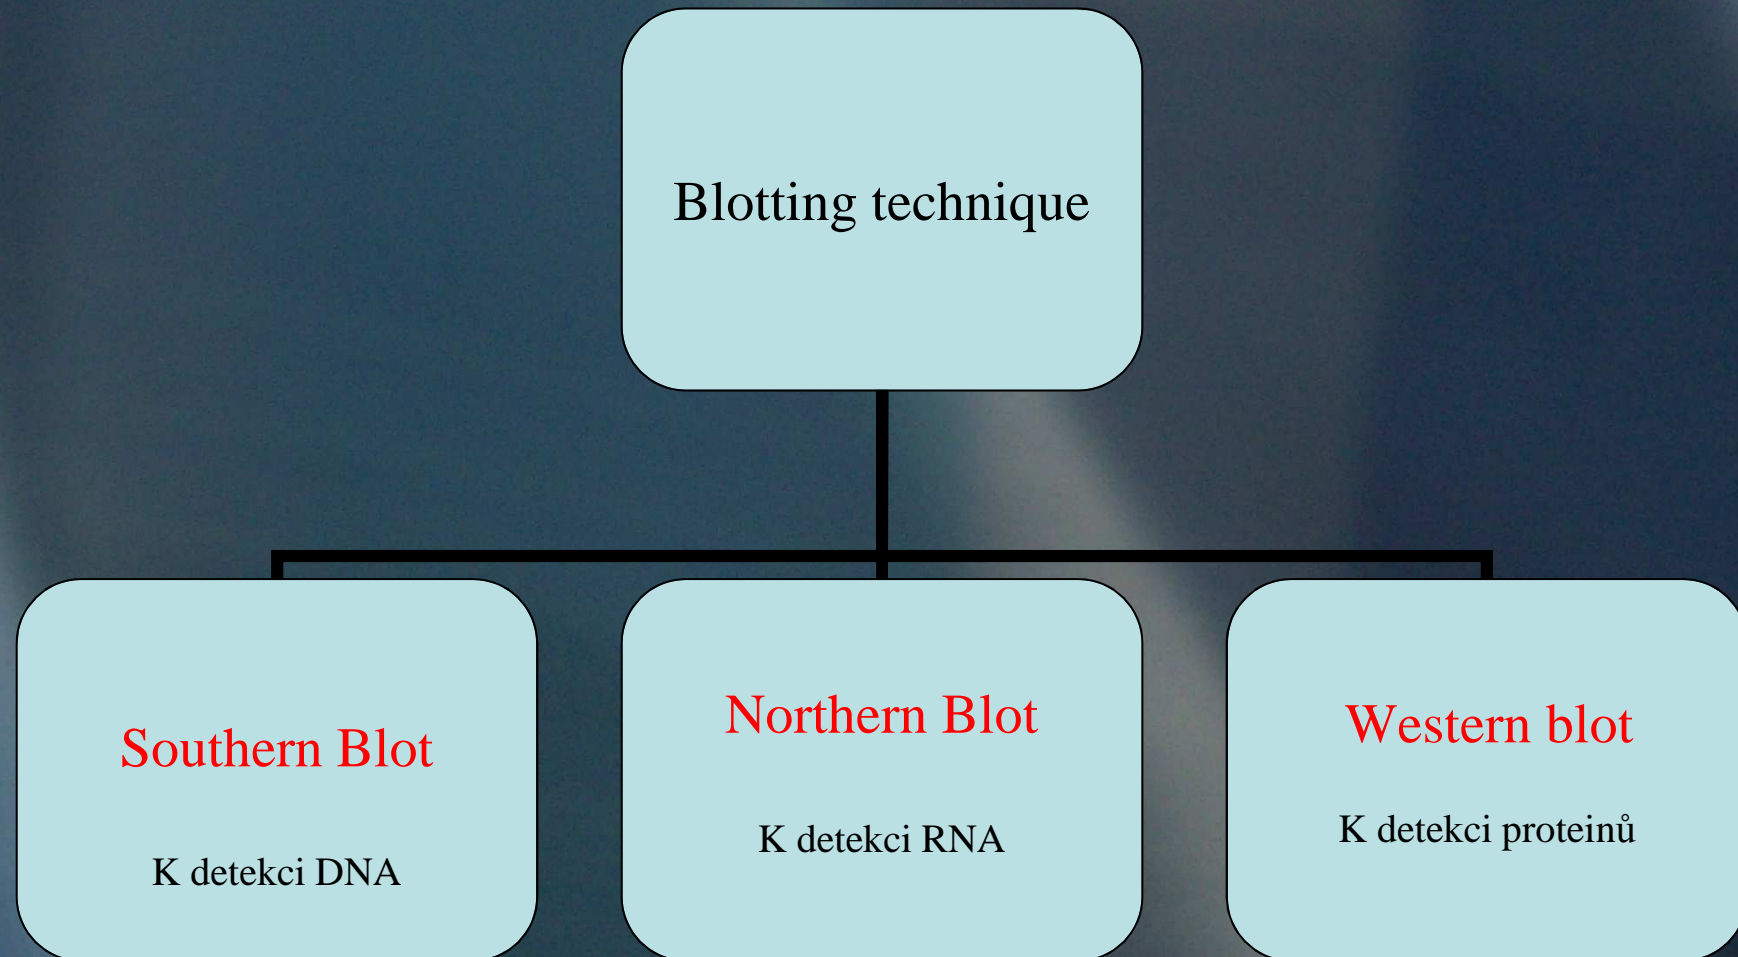 Blotting technique
Southern Blot
K detekci DNA
Northern Blot
K detekci RNA
Western blot
K detekci proteinů